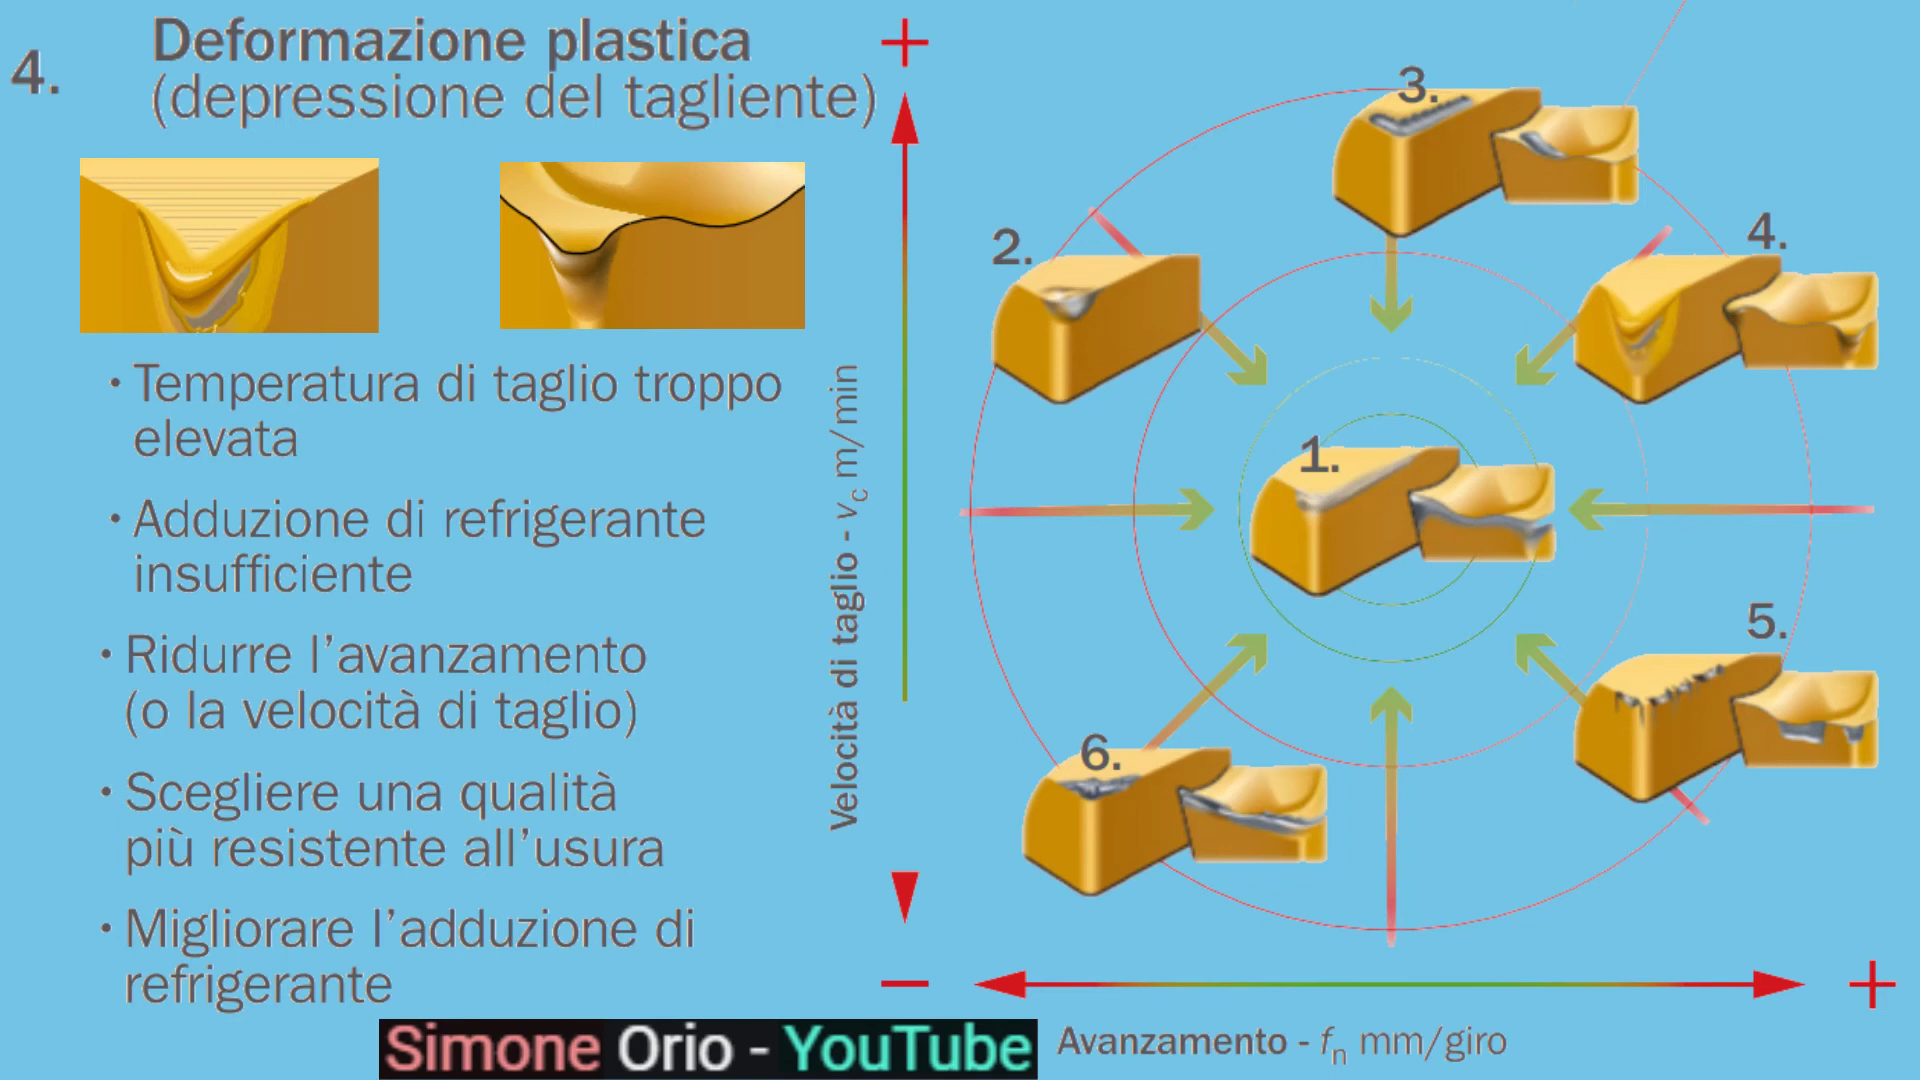 4.
Deformazione plastica
(depressione del tagliente)
• Temperatura di taglio troppo
elevata
• Adduzione di refrigerante
insufficiente
• Ridurre l’avanzamento
(o la velocità di taglio)
• Scegliere una qualità
più resistente all’usura
• Migliorare l’adduzione di
refrigerante
+
Velocità di taglio - vc m/min
−
3.
2.
4.
1.
5.
6.
+
Avanzamento - fn mm/giro
Simone Orio - YouTube